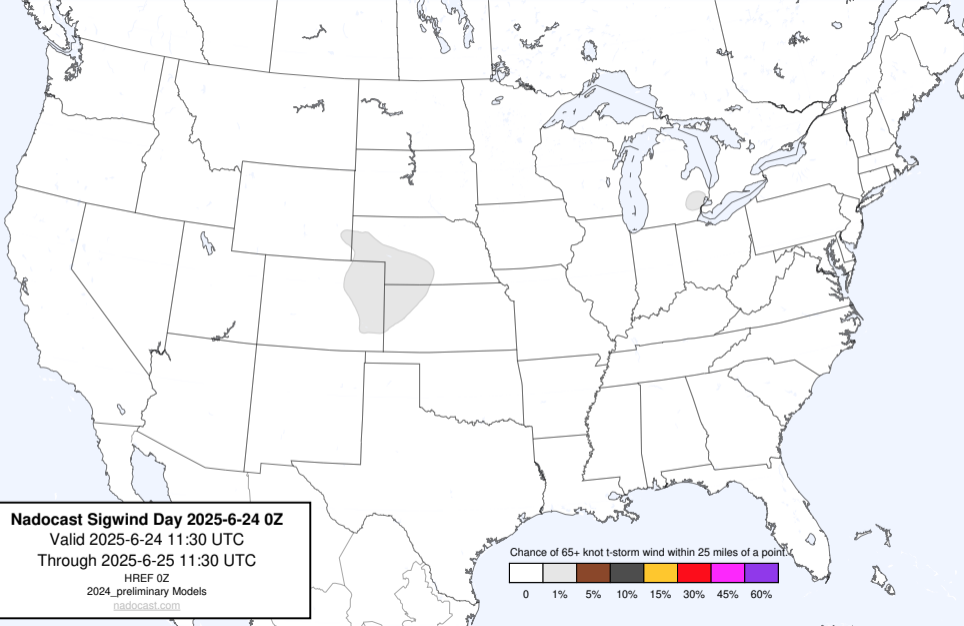 Nadocast Sigwind Day 2025-6-24 0Z
Valid 2025-6-24 11:30 UTC
Through 2025-6-25 11:30 UTC
HREF 0Z
2024_preliminary Models
nadocast.com
Chance of 65+ knot t-storm wind within 25 miles of a point.
0 1% 5% 10% 15% 30% 45% 60%